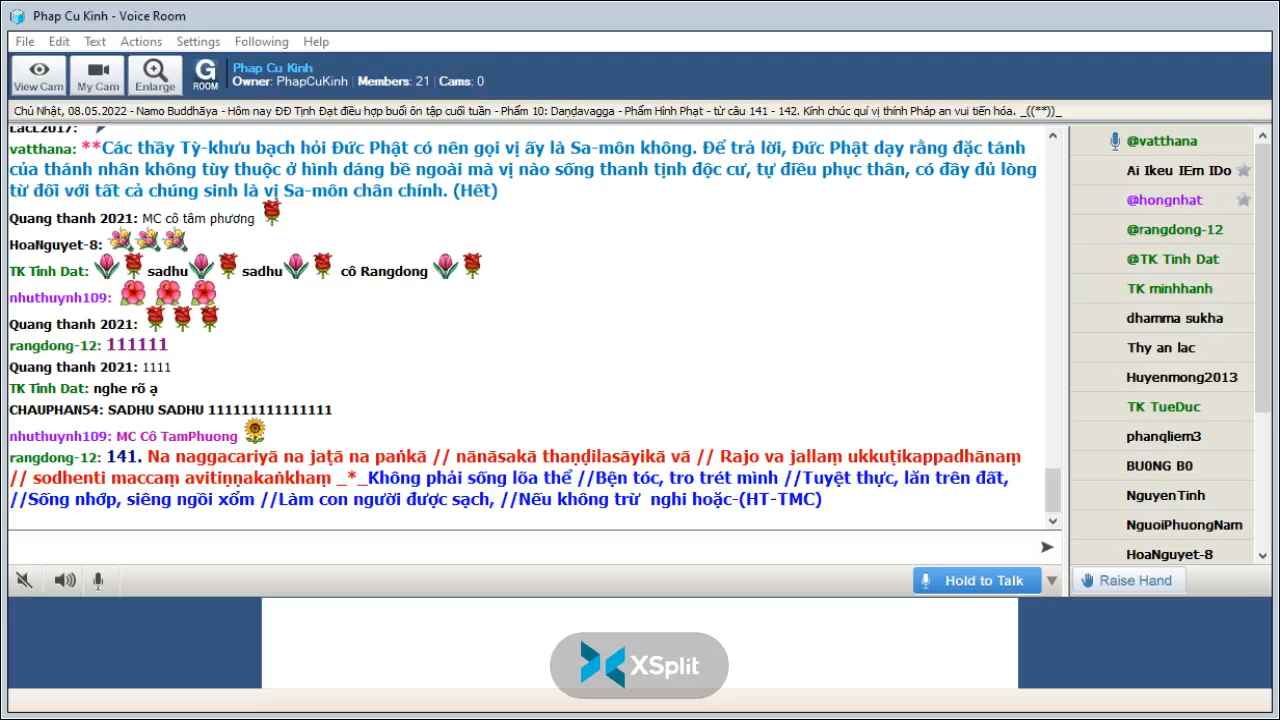 Phap Cu Kinh - Voice Room
File Edit Text Actions Settings Following Help
View Cam My Cam Enlarge G ROOM
Phap Cu Kinh
Owner: PhapCuKinh | Members: 21 | Cams: 0
Chủ Nhật, 08.05.2022 - Namo Buddhāya - Hôm nay ĐĐ Tịnh Đạt điều hợp buổi ôn tập cuối tuần - Phẩm 10: Daṇḍavagga - Phẩm Hình Phạt - từ câu 141 - 142. Kính chúc quí vị thính Pháp an vui tiến hóa. _((**))_
LacL2017:
vatthana: **Các thầy Tỳ-khưu bạch hỏi Đức Phật có nên gọi vị ấy là Sa-môn không. Để trả lời, Đức Phật dạy rằng đặc tánh
của thánh nhân không tùy thuộc ở hình dáng bề ngoài mà vị nào sống thanh tịnh độc cư, tự điều phục thân, có đầy đủ lòng
từ đối với tất cả chúng sinh là vị Sa-môn chân chính. (Hết)
Quang thanh 2021: MC cô tâm phương
HoaNguyet-8:
TK Tinh Dat: sadhu sadhu cô Rangdong
nhuthuynh109:
Quang thanh 2021:
rangdong-12: 111111
Quang thanh 2021: 1111
TK Tinh Dat: nghe rõ ạ
CHAUPHAN54: SADHU SADHU 111111111111111
nhuthuynh109: MC Cô TamPhuong
rangdong-12: 141. Na naggacariyā na jaṭā na paṅkā // nānāsakā thaṇḍilasāyikā vā // Rajo va jallaṃ ukkuṭikappadhānaṃ
// sodhenti maccaṃ avitiṇṇakaṅkhaṃ _*_Không phải sống lõa thể //Bện tóc, tro trét mình //Tuyệt thực, lăn trên đất,
//Sống nhớp, siêng ngồi xổm //Làm con người được sạch, //Nếu không trừ nghi hoặc-(HT-TMC)
@vatthana
Ai Ikeu IEm IDo
@hongnhat
@rangdong-12
@TK Tinh Dat
TK minhhanh
dhamma sukha
Thy an lac
Huyenmong2013
TK TueDuc
phanqliem3
BU0NG B0
NguyenTinh
NguoiPhuongNam
HoaNguyet-8
Hold to Talk
Raise Hand
XSplit